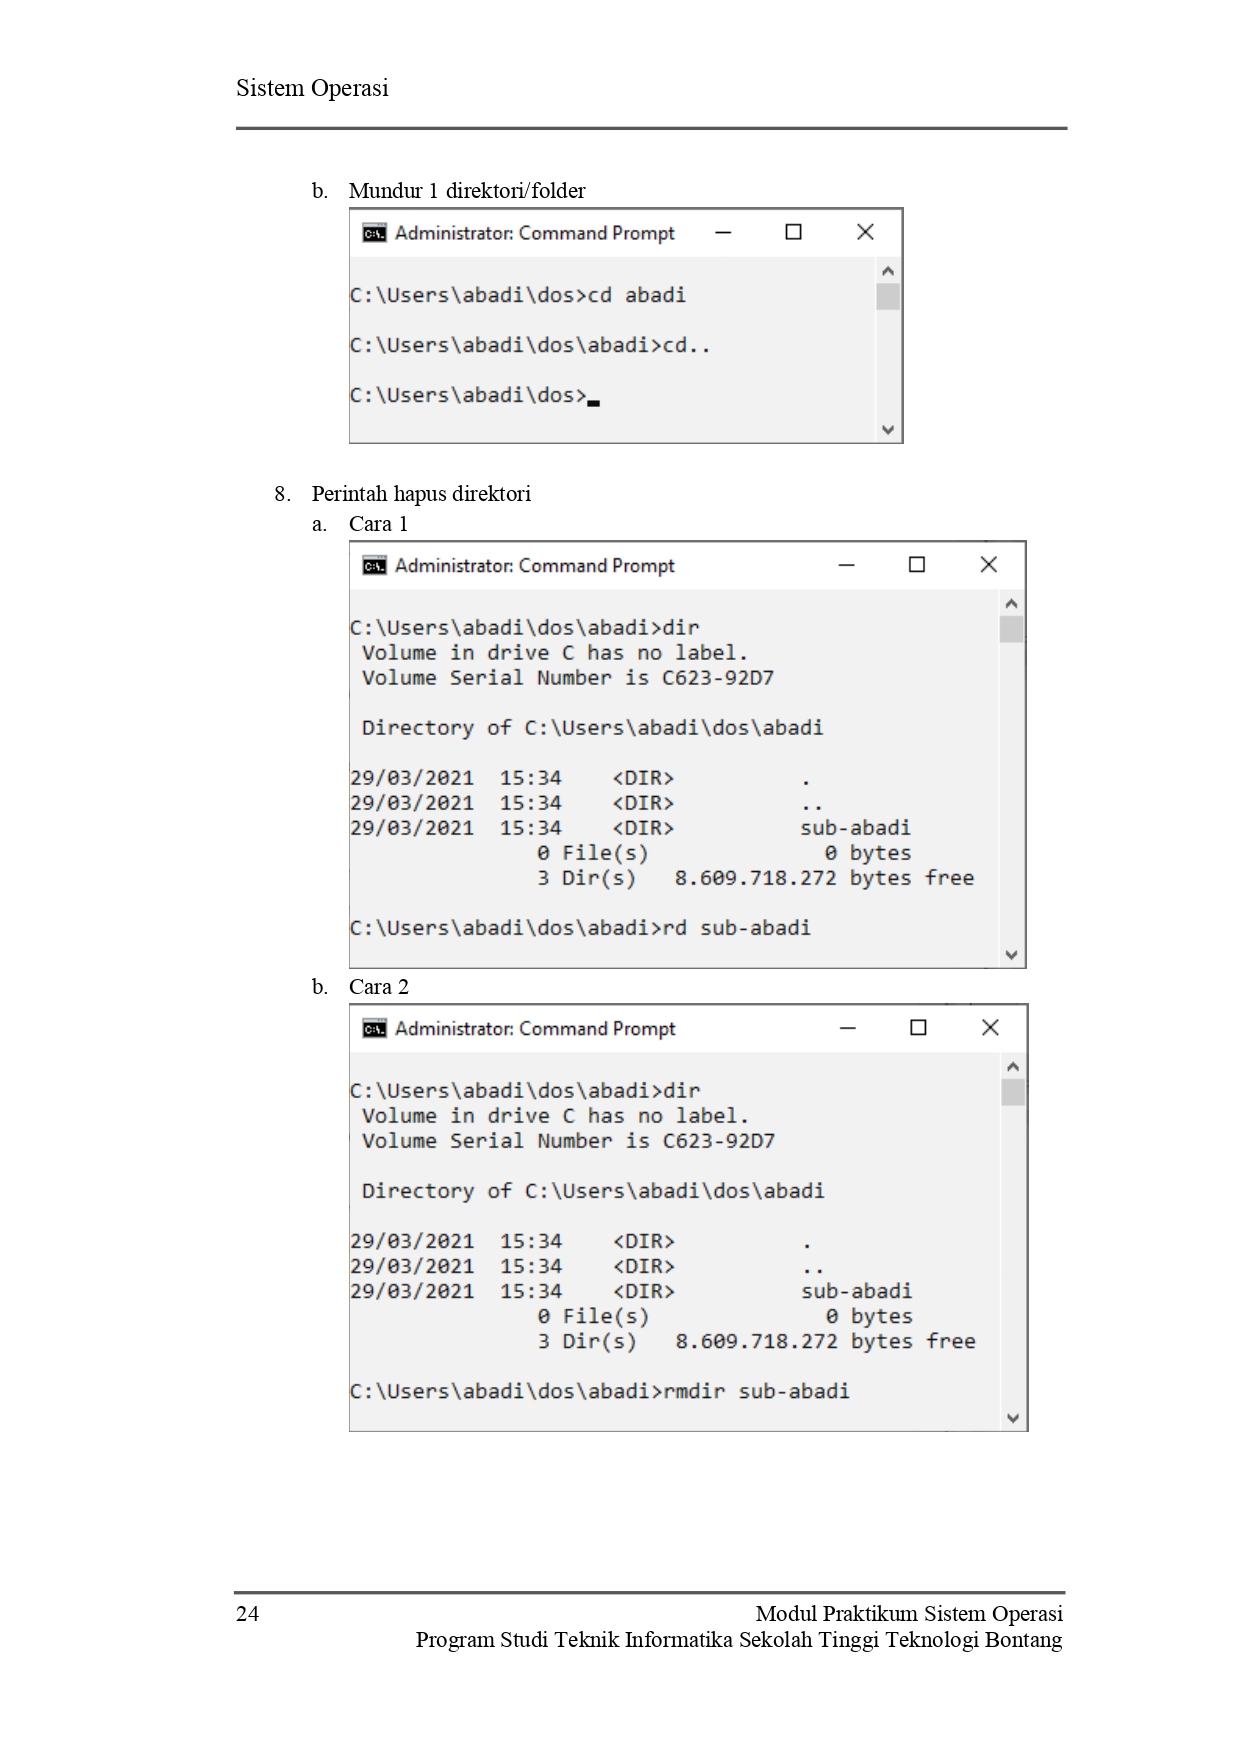 Sistem Operasi
b. Mundur 1 direktori/folder
Administrator: Command Prompt
C:\Users\abadi\dos>cd abadi
C:\Users\abadi\dos\abadi>cd..
C:\Users\abadi\dos>
8. Perintah hapus direktori
a. Cara 1
Administrator: Command Prompt
C:\Users\abadi\dos\abadi>dir
Volume in drive C has no label.
Volume Serial Number is C623-92D7
Directory of C:\Users\abadi\dos\abadi
29/03/2021 15:34 <DIR> .
29/03/2021 15:34 <DIR> ..
29/03/2021 15:34 <DIR> sub-abadi
0 File(s) 0 bytes
3 Dir(s) 8.609.718.272 bytes free
C:\Users\abadi\dos\abadi>rd sub-abadi
b. Cara 2
Administrator: Command Prompt
C:\Users\abadi\dos\abadi>dir
Volume in drive C has no label.
Volume Serial Number is C623-92D7
Directory of C:\Users\abadi\dos\abadi
29/03/2021 15:34 <DIR> .
29/03/2021 15:34 <DIR> ..
29/03/2021 15:34 <DIR> sub-abadi
0 File(s) 0 bytes
3 Dir(s) 8.609.718.272 bytes free
C:\Users\abadi\dos\abadi>rmdir sub-abadi
24 Modul Praktikum Sistem Operasi
Program Studi Teknik Informatika Sekolah Tinggi Teknologi Bontang